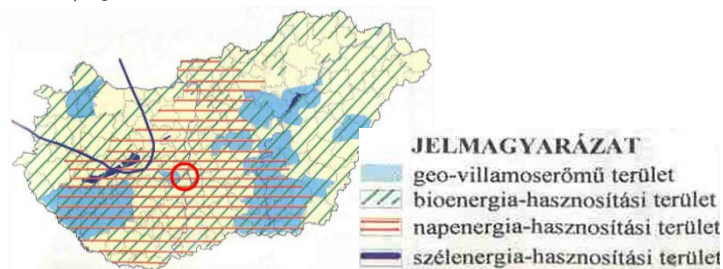 JELMAGYARÁZAT
geo-villamoserőmű terület
bioenergia-hasznosítási terület
napenergia-hasznosítási terület
szélenergia-hasznosítási terület